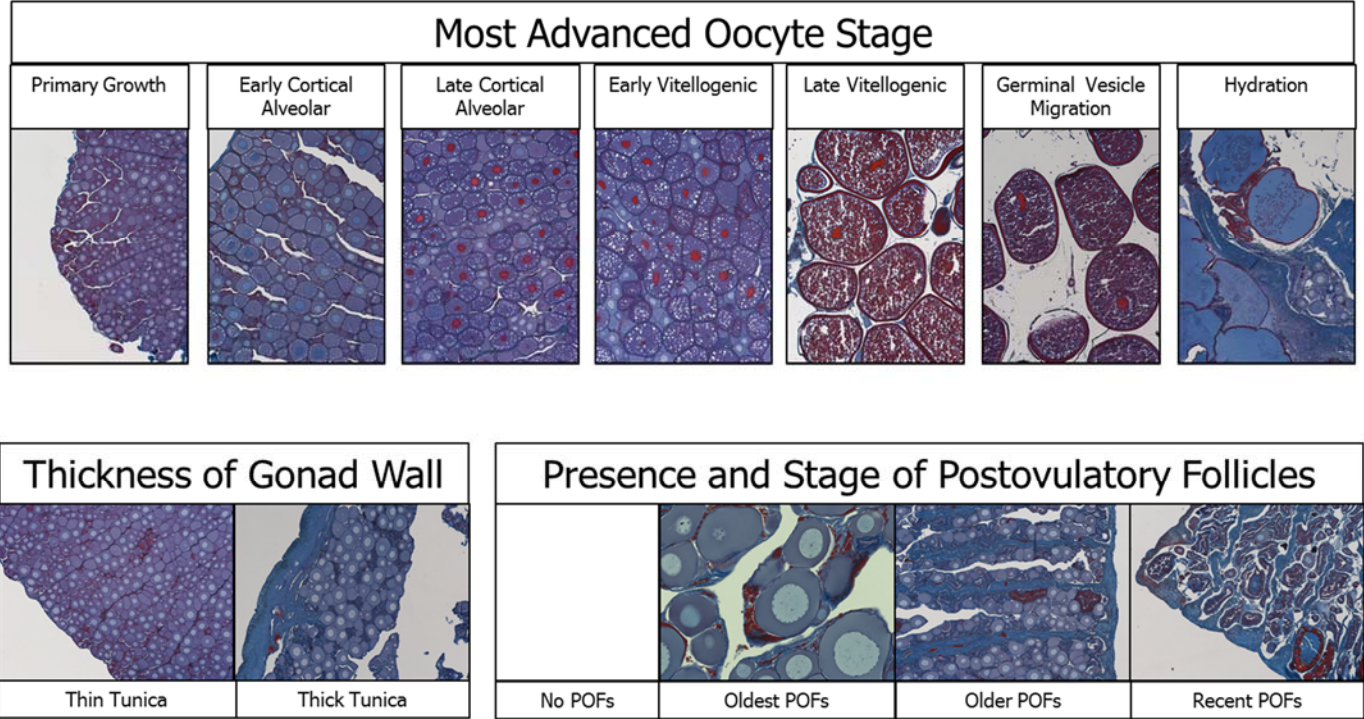 Most Advanced Oocyte Stage
Primary Growth
Early Cortical
Alveolar
Late Cortical
Alveolar
Early Vitellogenic
Late Vitellogenic
Germinal Vesicle
Migration
Hydration
Thickness of Gonad Wall
Thin Tunica
Thick Tunica
Presence and Stage of Postovulatory Follicles
No POFs
Oldest POFs
Older POFs
Recent POFs